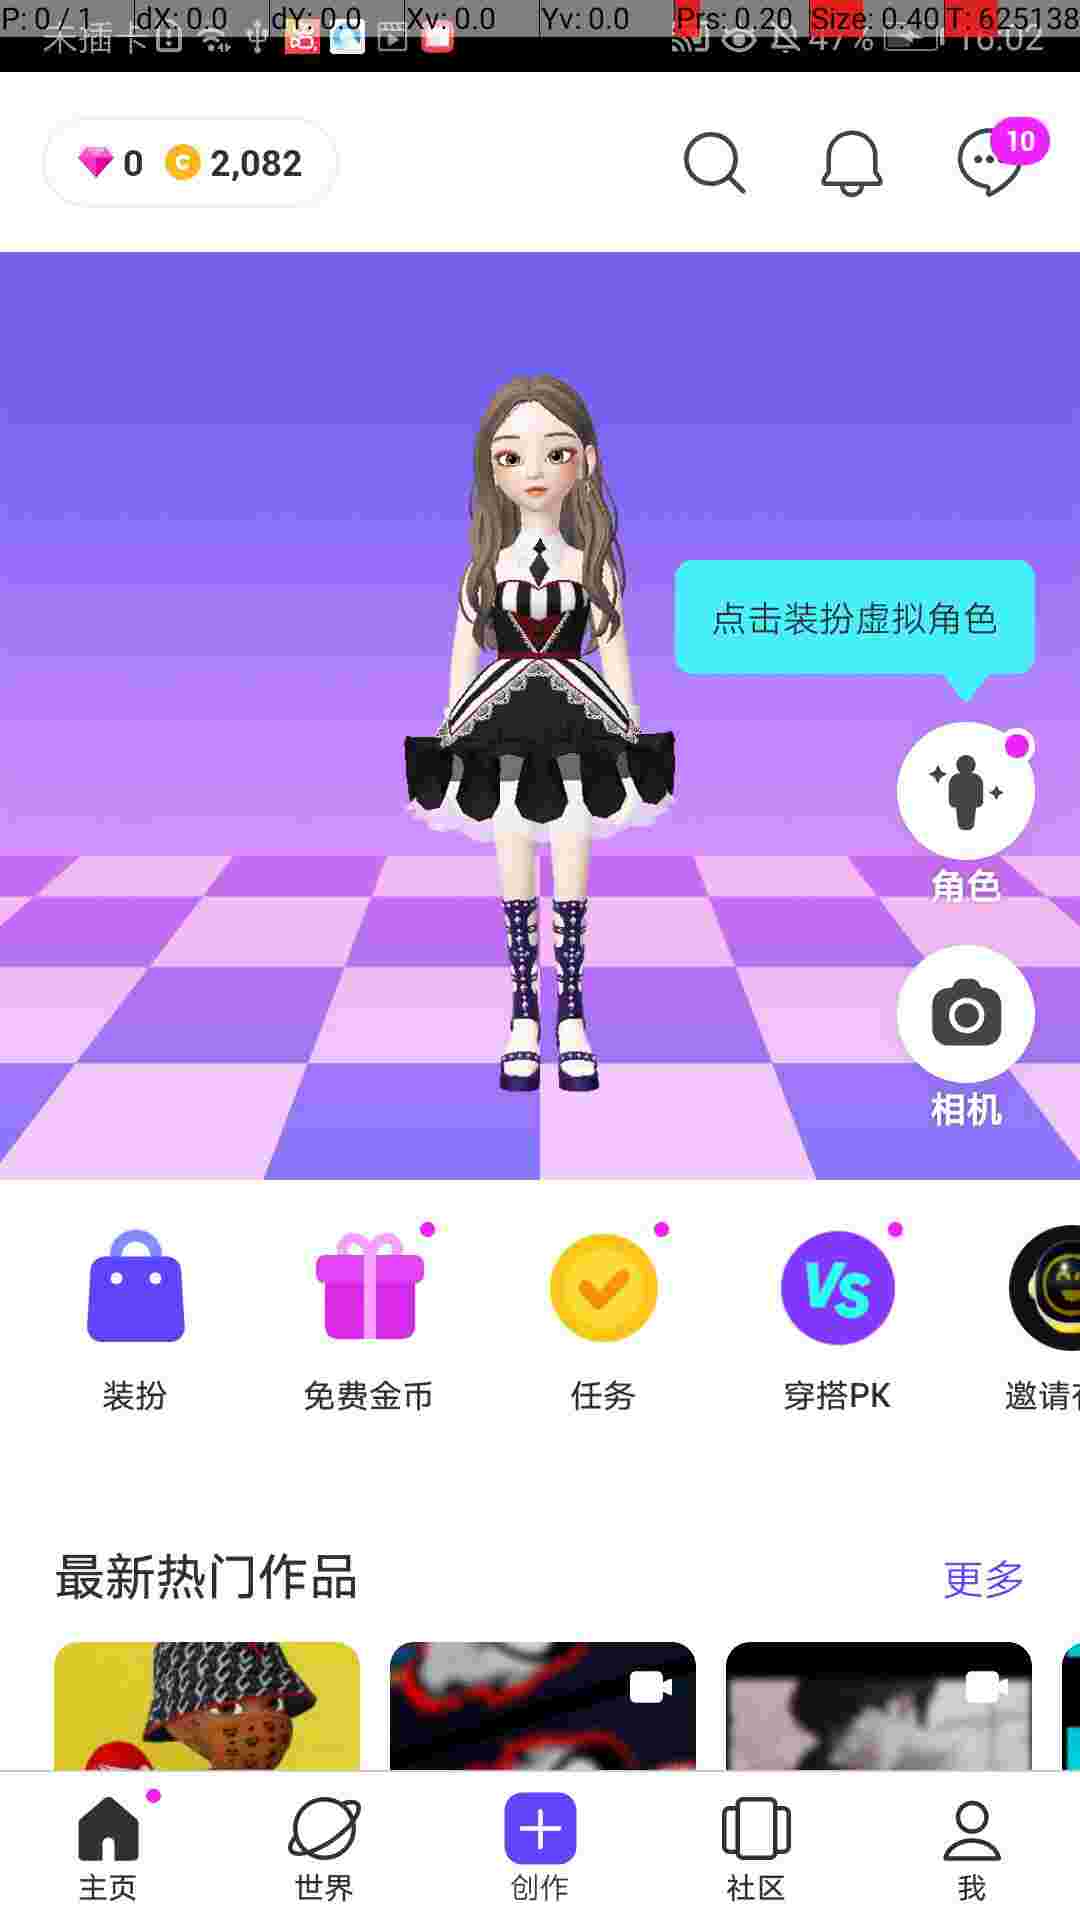 P: 0 / 1 dX: 0.0 dY: 0.0 Xv: 0.0 Yv: 0.0 Prs: 0.20 Size: 0.40 T: 625138
未插卡 47% 16:02
0 2,082 10
点击装扮虚拟角色
角色
相机
装扮 免费金币 任务 穿搭PK 邀请
最新热门作品 更多
主页 世界 创作 社区 我